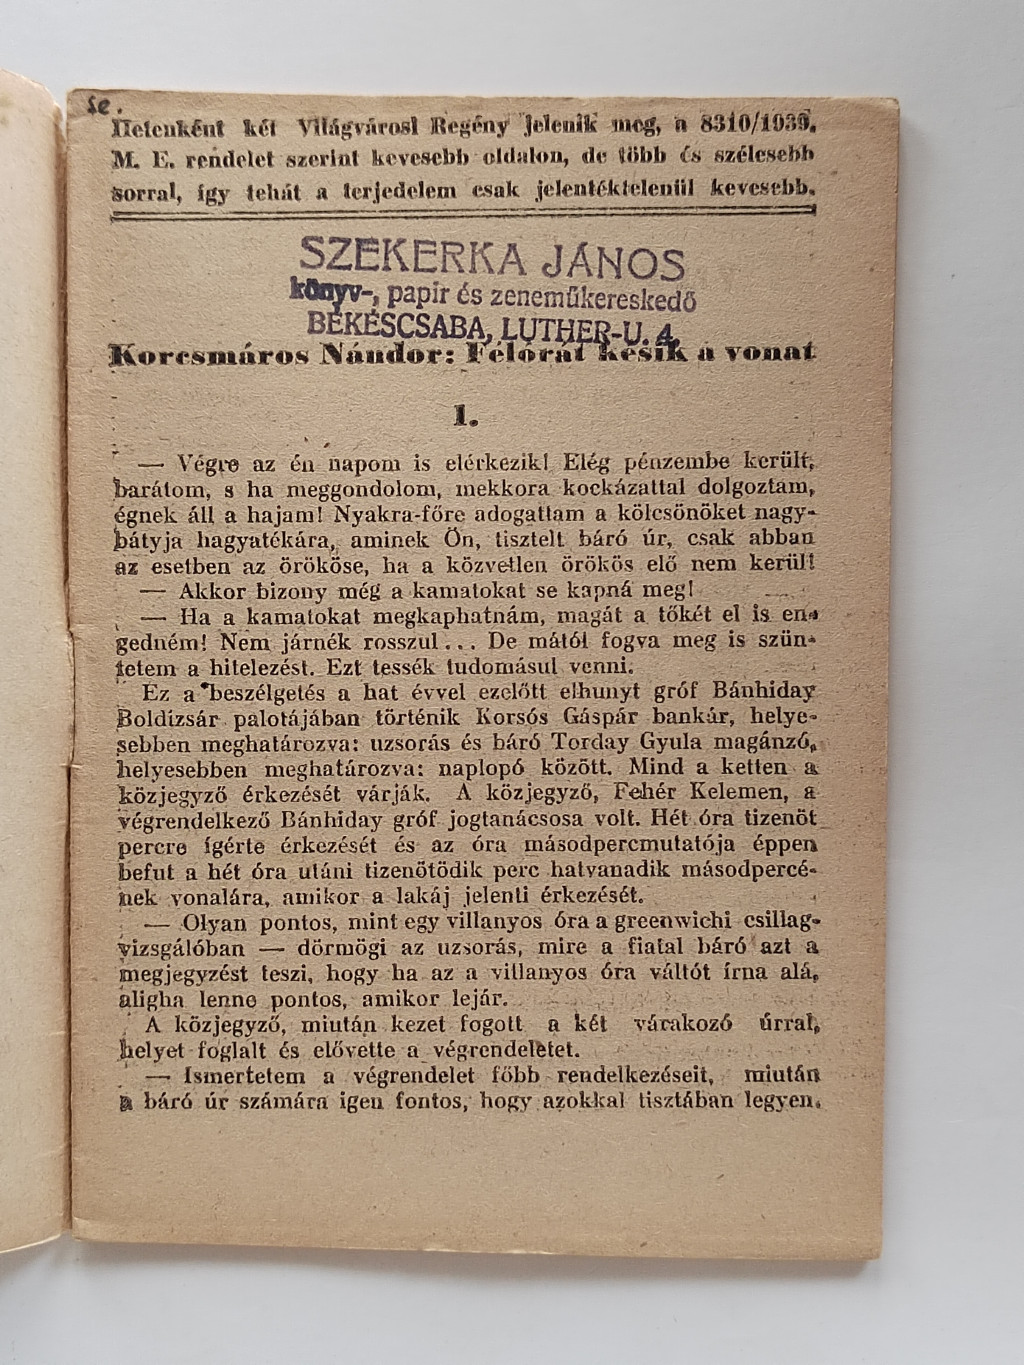 se.
Hetenként két Világvárosi Regény jelenik meg, a 8310/1939.
M. E. rendelet szerint kevesebb oldalon, de több és szélesebb
sorral, így tehát a terjedelem csak jelentéktelenül kevesebb.
SZEKERKA JÁNOS
könyv-, papir és zeneműkereskedő
BÉKÉSCSABA, LUTHER-U. 4.
Korcsmáros Nándor: Félórát késik a vonat
1.
— Végre az én napom is elérkezik! Elég pénzembe került,
barátom, s ha meggondolom, mekkora kockázattal dolgoztam,
égnek áll a hajam! Nyakra-főre adogattam a kölcsönöket nagy-
bátyja hagyatékára, aminek Ön, tisztelt báró úr, csak abban
az esetben az örököse, ha a közvetlen örökös elő nem kerül!
— Akkor bizony még a kamatokat se kapná meg!
— Ha a kamatokat megkaphatnám, magát a tőkét el is en-
gedném! Nem járnék rosszul... De mától fogva meg is szün-
tetem a hitelezést. Ezt tessék tudomásul venni.
Ez a beszélgetés a hat évvel ezelőtt elhunyt gróf Bánhiday
Boldizsár palotájában történik Korsós Gáspár bankár, helye-
sebben meghatározva: uzsorás és báró Torday Gyula magánzó,
helyesebben meghatározva: naplopó között. Mind a ketten a
közjegyző érkezését várják. A közjegyző, Fehér Kelemen, a
végrendelkező Bánhiday gróf jogtanácsosa volt. Hét óra tizenöt
percre ígérte érkezését és az óra másodpercmutatója éppen
befut a hét óra utáni tizenötödik perc hatvanadik másodpercé-
nek vonalára, amikor a lakáj jelenti érkezését.
— Olyan pontos, mint egy villanyos óra a greenwichi csillag-
vizsgálóban — dörmögi az uzsorás, mire a fiatal báró azt a
megjegyzést teszi, hogy ha az a villanyos óra váltót írna alá,
aligha lenne pontos, amikor lejár.
A közjegyző, miután kezet fogott a két várakozó úrral,
helyet foglalt és elővette a végrendeletet.
— Ismertetem a végrendelet főbb rendelkezéseit, miután
a báró úr számára igen fontos, hogy azokkal tisztában legyen.